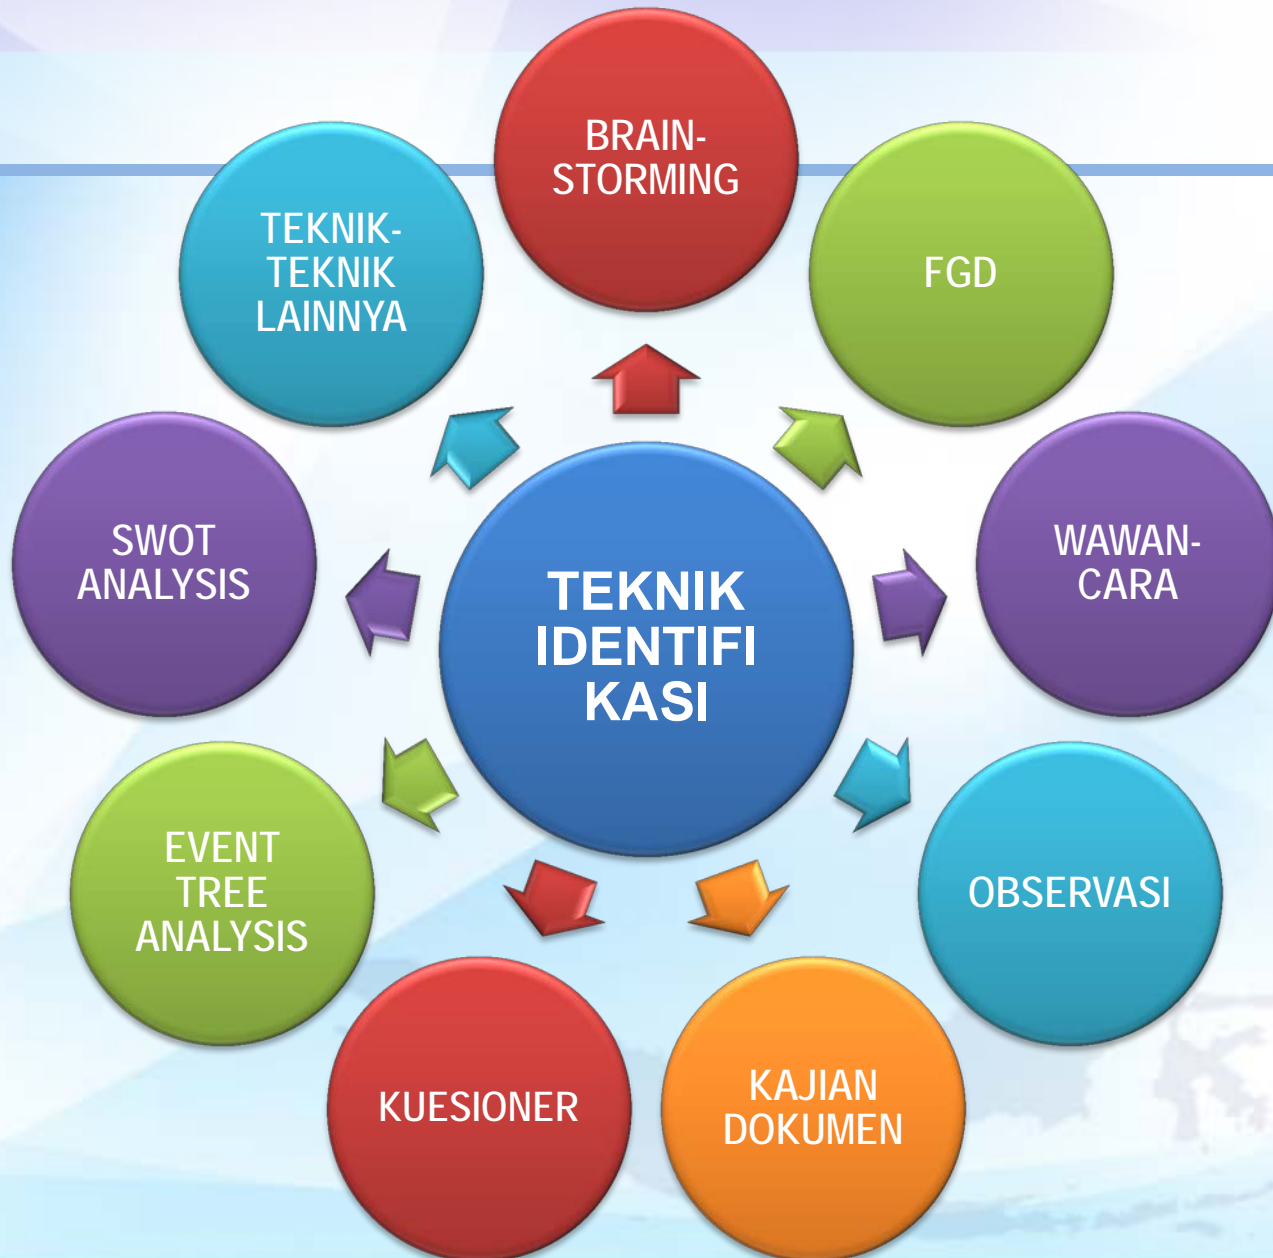 BRAIN-
STORMING
FGD
WAWAN-
CARA
OBSERVASI
KAJIAN
DOKUMEN
KUESIONER
EVENT
TREE
ANALYSIS
SWOT
ANALYSIS
TEKNIK-
TEKNIK
LAINNYA
TEKNIK
IDENTIFI
KASI